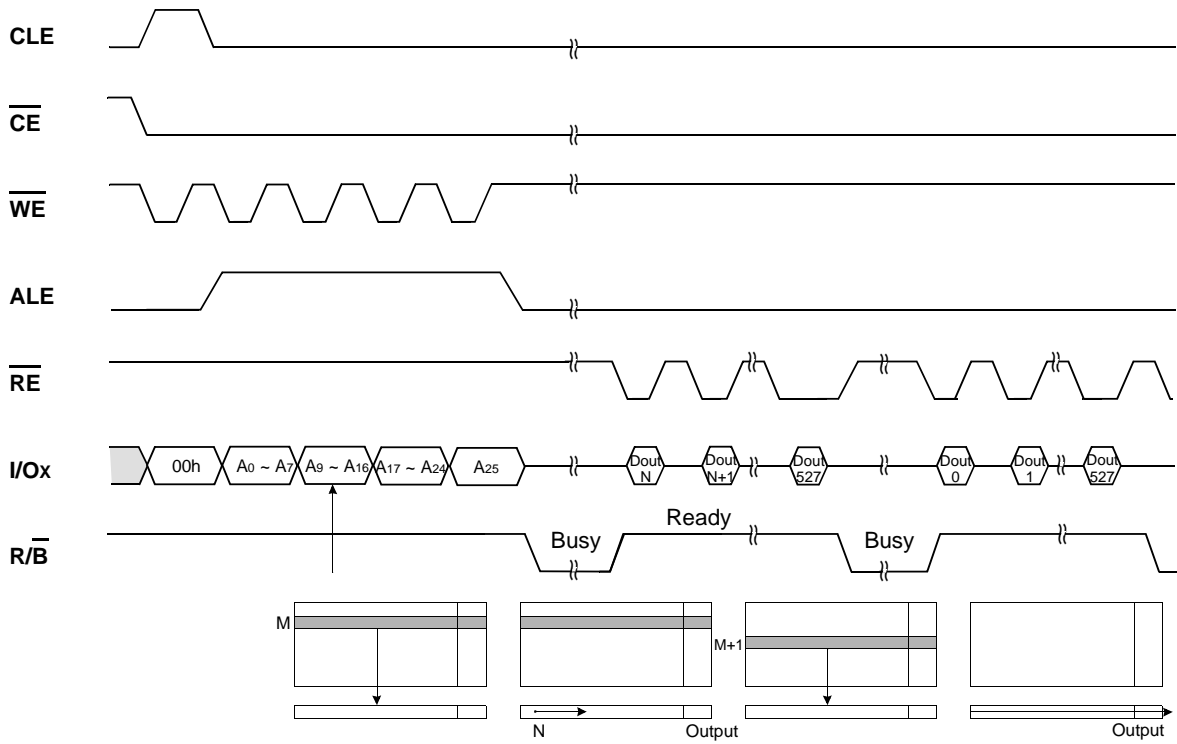 CLE
CE
WE
ALE
RE
I/Ox
00h
A0 ~ A7
A9 ~ A16
A17 ~ A24
A25
Dout
N
Dout
N+1
Dout
527
Dout
0
Dout
1
Dout
527
R/B
Busy
Ready
Busy
M
M+1
N
Output
Output